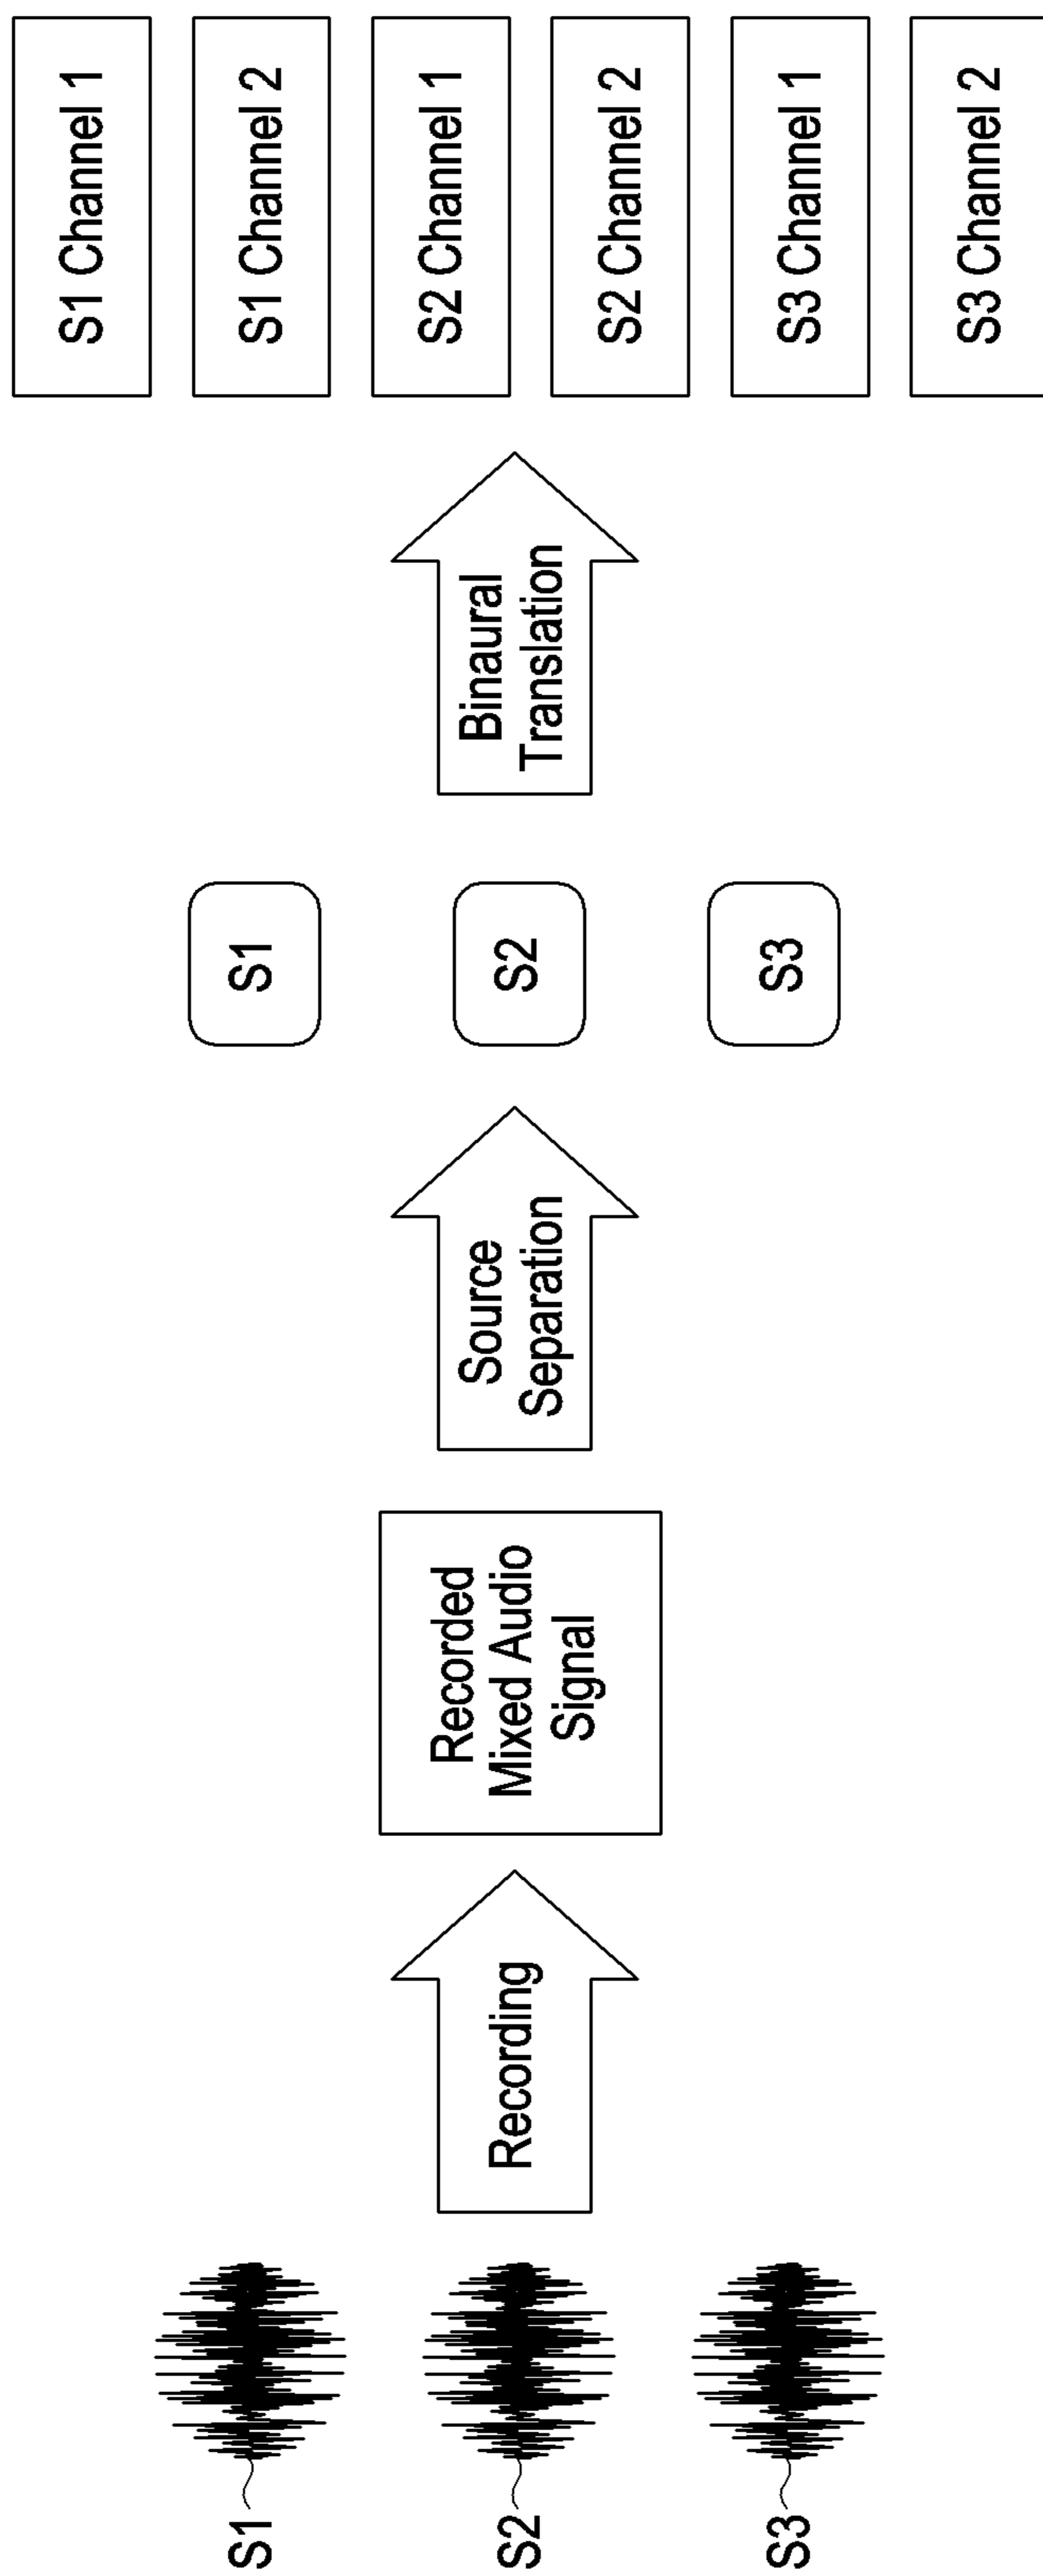 S1
S2
S3
Recording
Recorded
Mixed Audio
Signal
Source
Separation
S1
S2
S3
Binaural
Translation
S1 Channel 1
S1 Channel 2
S2 Channel 1
S2 Channel 2
S3 Channel 1
S3 Channel 2